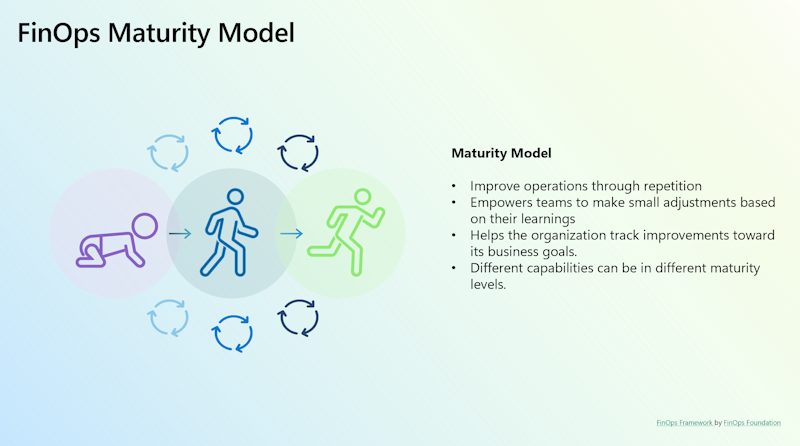 FinOps Maturity Model
Maturity Model
• Improve operations through repetition
• Empowers teams to make small adjustments based
on their learnings
• Helps the organization track improvements toward
its business goals.
• Different capabilities can be in different maturity
levels.
FinOps Framework by FinOps Foundation